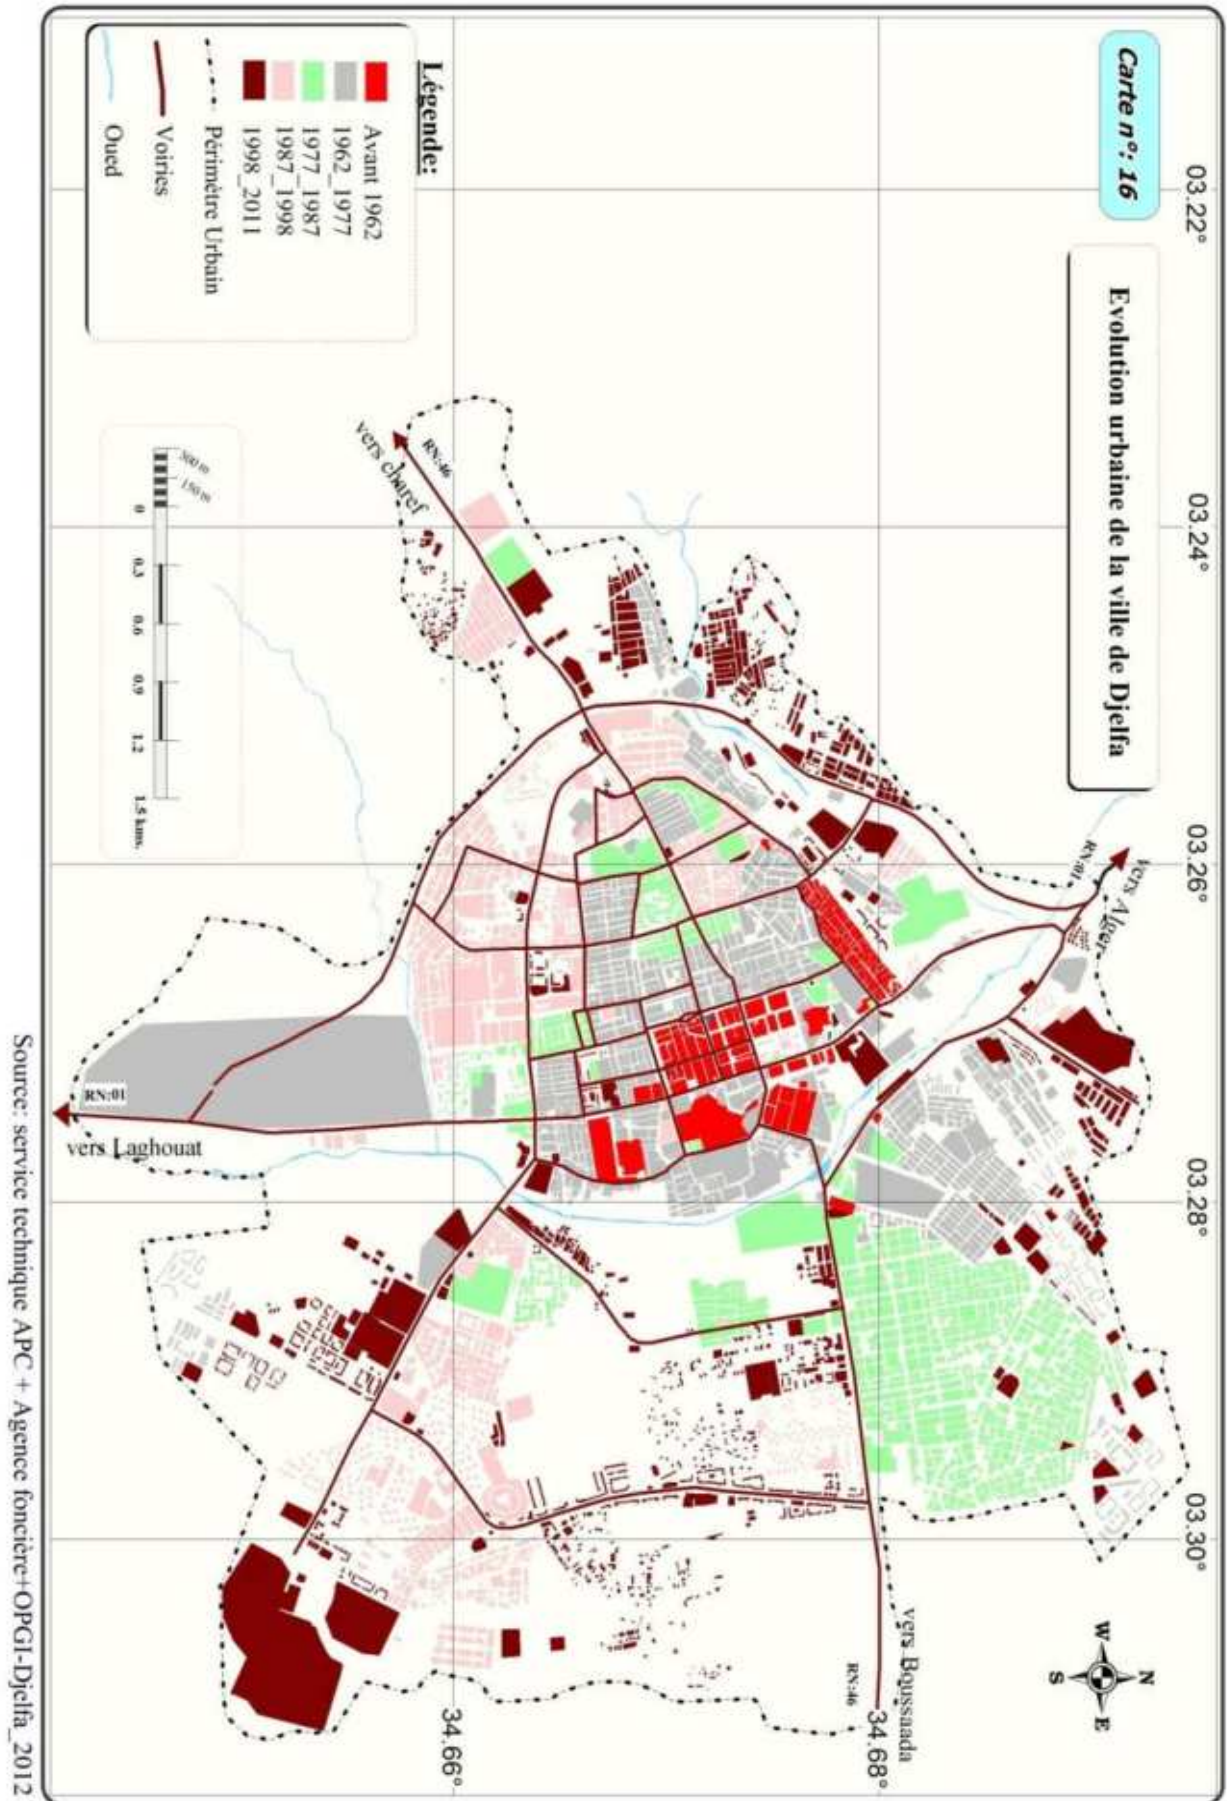 Carte n°: 16
Evolution urbaine de la ville de Djelfa
03.22°
03.24°
03.26°
03.28°
03.30°
34.68°
34.66°
N
W
E
S
vers Alger
RN:01
vers Boussaada
RN:46
RN:46
vers charef
RN:01
vers Laghouat
Légende:
Avant 1962
1962_1977
1977_1987
1987_1998
1998_2011
Périmètre Urbain
Voiries
Oued
300 m
150 m
0
0.3
0.6
0.9
1.2
1.5 kms.
Source: service technique APC + Agence foncière+OPGI-Djelfa_2012